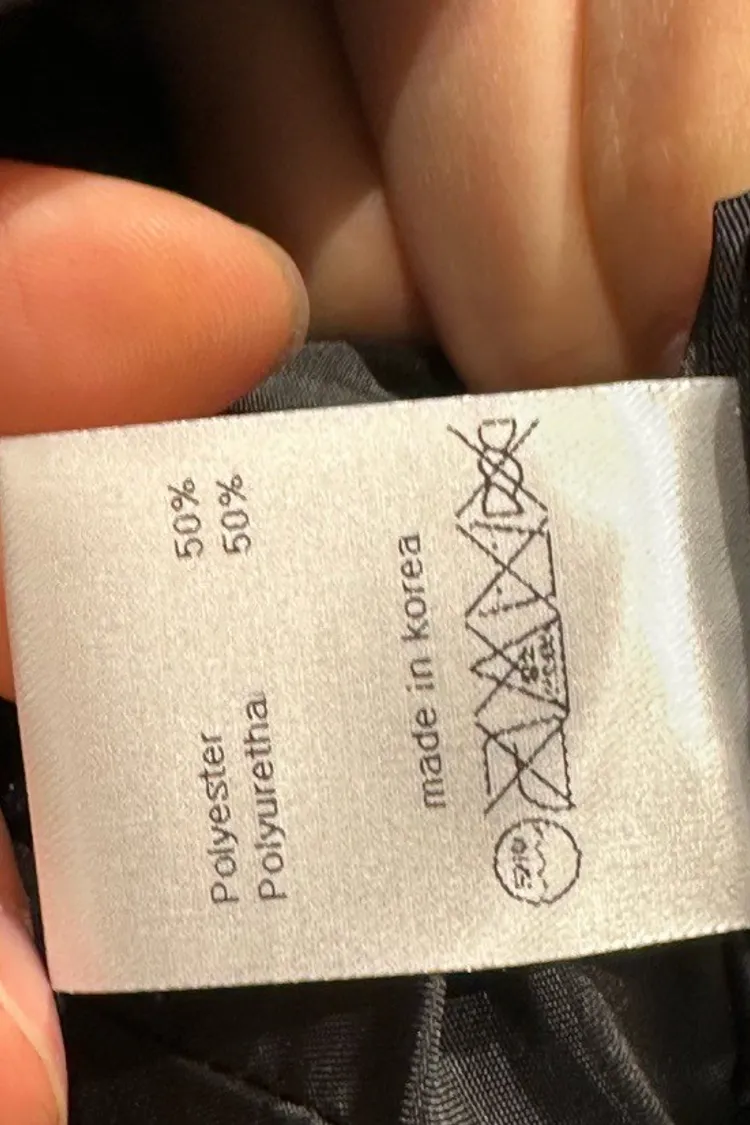 Polyester 50%
Polyuretha 50%
made in korea